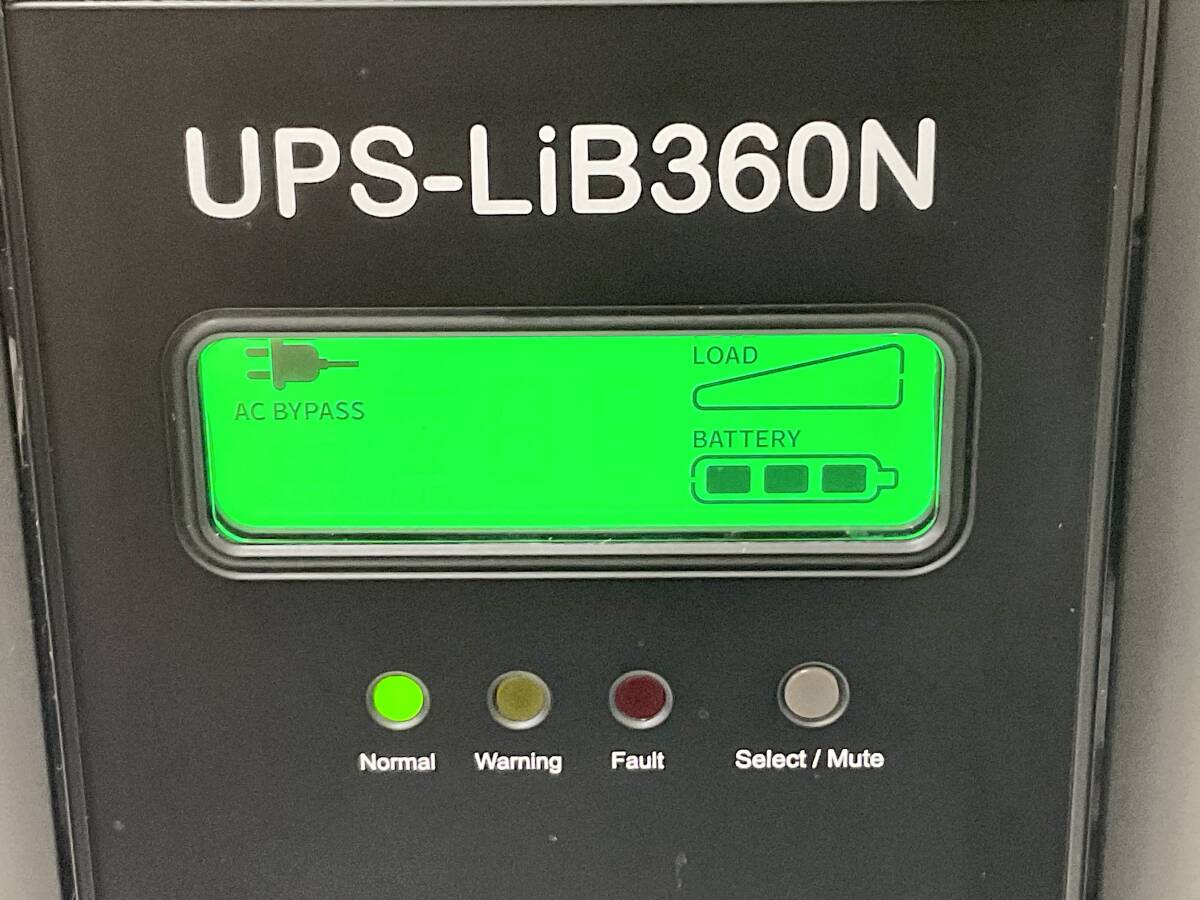 UPS-LiB360N
LOAD
AC BYPASS
BATTERY
Normal Warning Fault Select / Mute